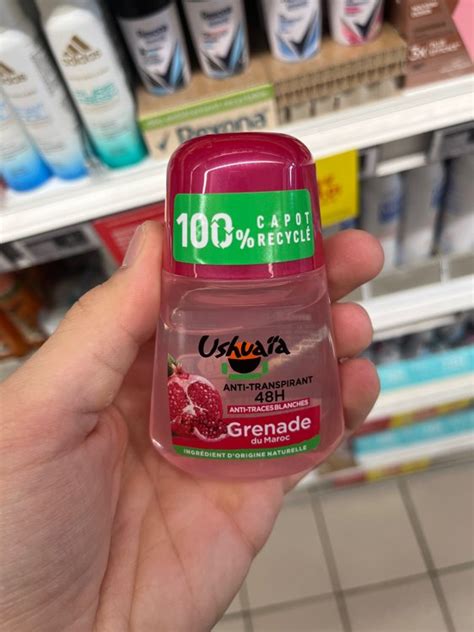 adidas
Rexona
100%
CAPOT
RECYCLÉ
Ushuaïa
ANTI-TRANSPIRANT
48H
ANTI-TRACES BLANCHES
Grenade
du Maroc
INGRÉDIENT D'ORIGINE NATURELLE